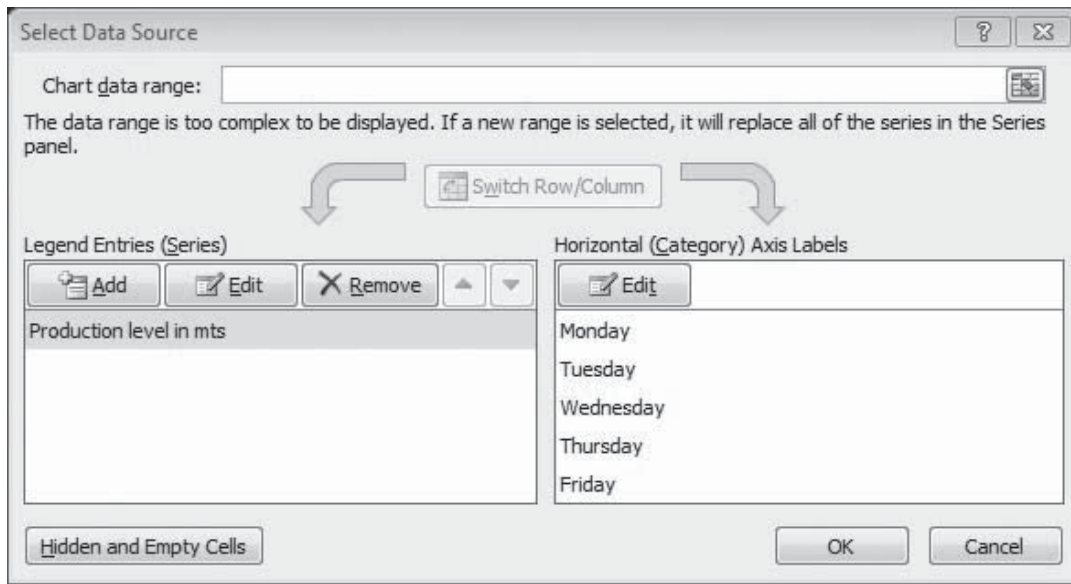 Select Data Source
Chart data range:
The data range is too complex to be displayed. If a new range is selected, it will replace all of the series in the Series
panel.
Switch Row/Column
Legend Entries (Series)
Horizontal (Category) Axis Labels
Add
Edit
Remove
Edit
Production level in mts
Monday
Tuesday
Wednesday
Thursday
Friday
Hidden and Empty Cells
OK
Cancel